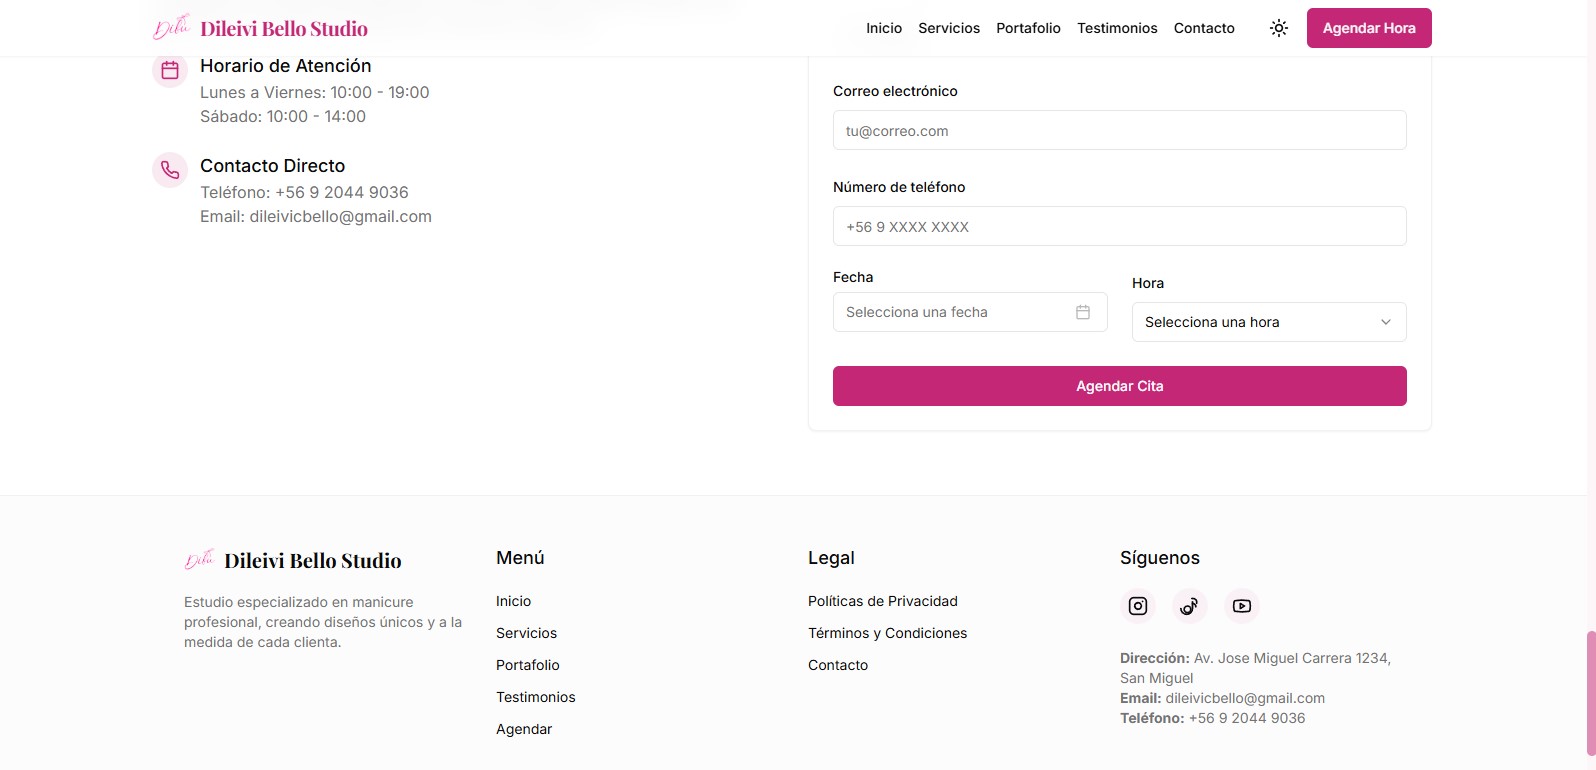 Dibu Dileivi Bello Studio
Inicio Servicios Portafolio Testimonios Contacto Agendar Hora
Horario de Atención
Lunes a Viernes: 10:00 - 19:00
Sábado: 10:00 - 14:00
Contacto Directo
Teléfono: +56 9 2044 9036
Email: dileivicbello@gmail.com
Correo electrónico
tu@correo.com
Número de teléfono
+56 9 XXXX XXXX
Fecha
Selecciona una fecha
Hora
Selecciona una hora
Agendar Cita
Dibu Dileivi Bello Studio
Estudio especializado en manicure
profesional, creando diseños únicos y a la
medida de cada clienta.
Menú
Inicio
Servicios
Portafolio
Testimonios
Agendar
Legal
Políticas de Privacidad
Términos y Condiciones
Contacto
Síguenos
Dirección: Av. Jose Miguel Carrera 1234,
San Miguel
Email: dileivicbello@gmail.com
Teléfono: +56 9 2044 9036